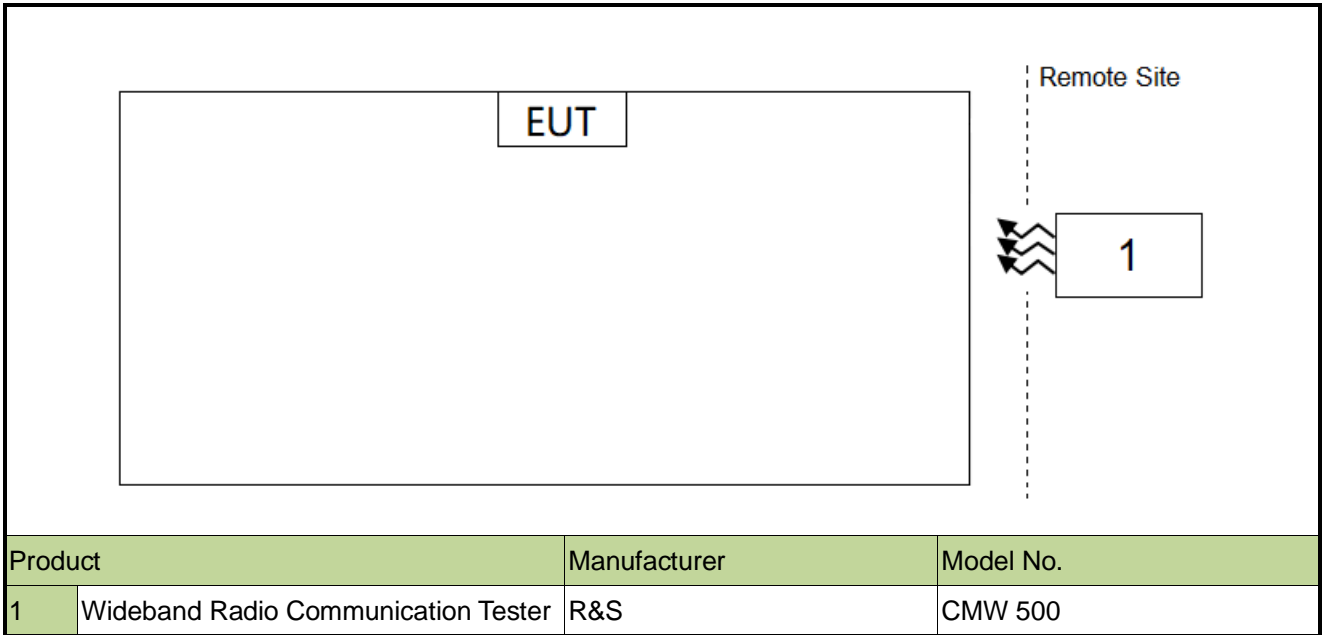 Remote Site
EUT
1
Product Manufacturer Model No.
1 Wideband Radio Communication Tester R&S CMW 500